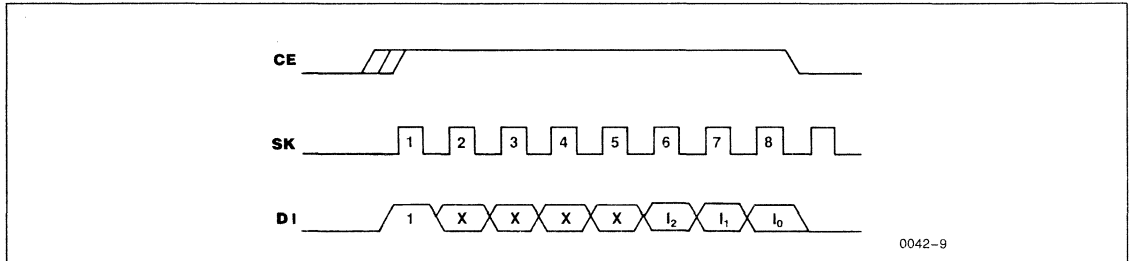 CE
SK 1 2 3 4 5 6 7 8
DI 1 X X X X I₂ I₁ I₀
0042-9